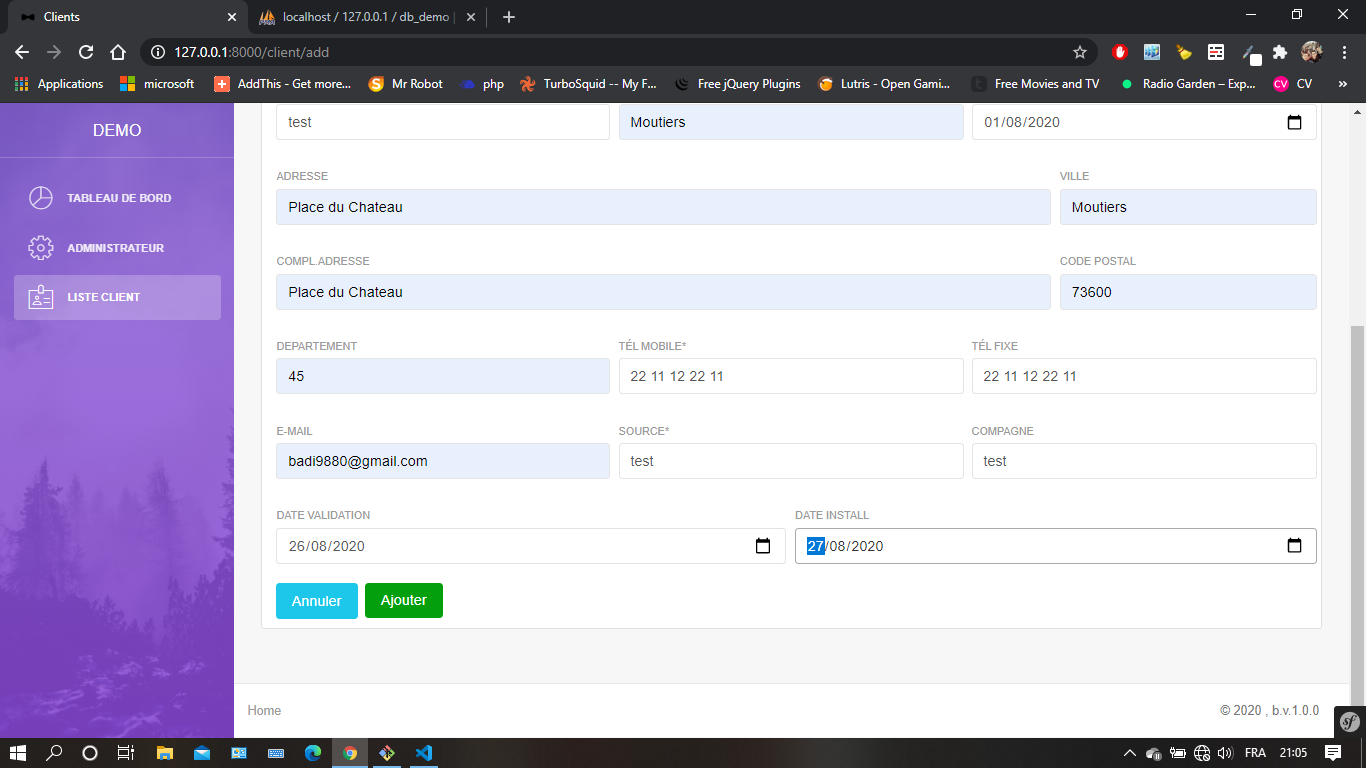 Clients
localhost / 127.0.0.1 / db_demo
127.0.0.1:8000/client/add
Applications
microsoft
AddThis - Get more...
Mr Robot
php
TurboSquid -- My F...
Free jQuery Plugins
Lutris - Open Gami...
Free Movies and TV
Radio Garden – Exp...
CV CV
»
DEMO
TABLEAU DE BORD
ADMINISTRATEUR
LISTE CLIENT
test
Moutiers
01/08/2020
ADRESSE
VILLE
Place du Chateau
Moutiers
COMPL.ADRESSE
CODE POSTAL
Place du Chateau
73600
DEPARTEMENT
TÉL MOBILE*
TÉL FIXE
45
22 11 12 22 11
22 11 12 22 11
E-MAIL
SOURCE*
COMPAGNE
badi9880@gmail.com
test
test
DATE VALIDATION
DATE INSTALL
26/08/2020
27/08/2020
Annuler
Ajouter
Home
© 2020 , b.v.1.0.0
sf
FRA
21:05